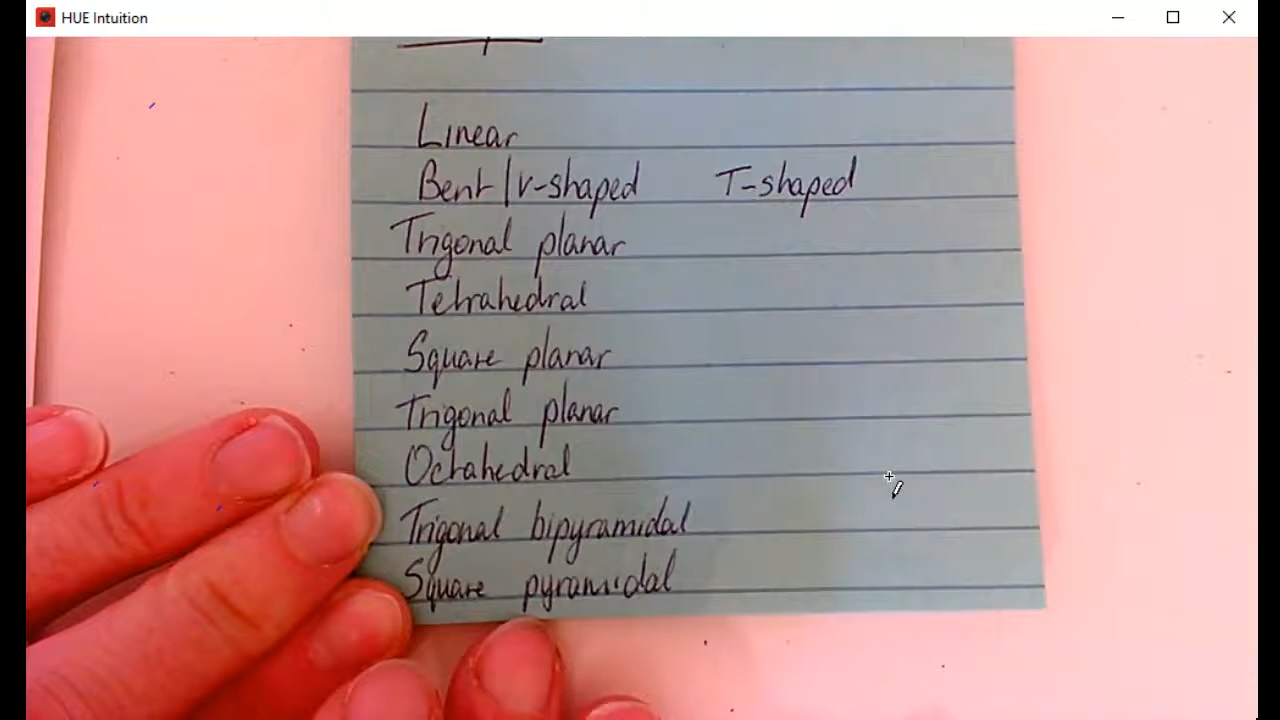 HUE Intuition
Linear
Bent/v-shaped T-shaped
Trigonal planar
Tetrahedral
Square planar
Trigonal planar
Octahedral
Trigonal bipyramidal
Square pyramidal